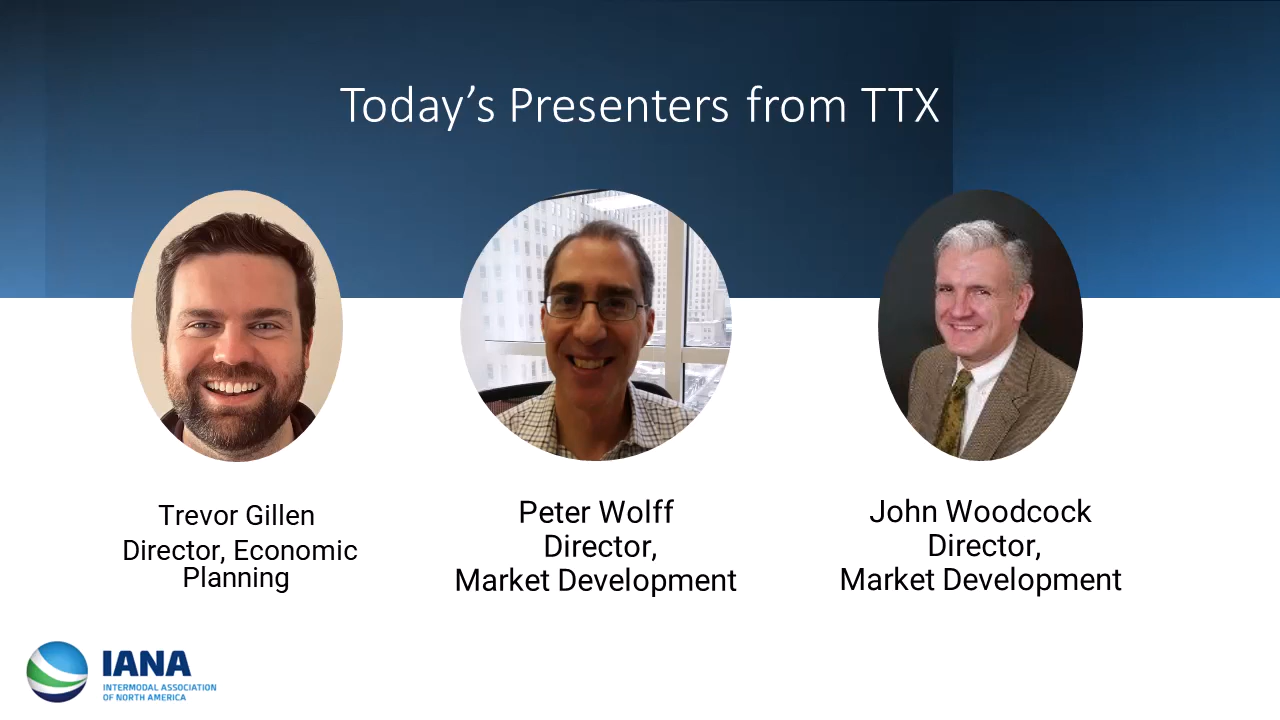 Today’s Presenters from TTX
Trevor Gillen
Director, Economic
Planning
Peter Wolff
Director,
Market Development
John Woodcock
Director,
Market Development
IANA
INTERMODAL ASSOCIATION
OF NORTH AMERICA